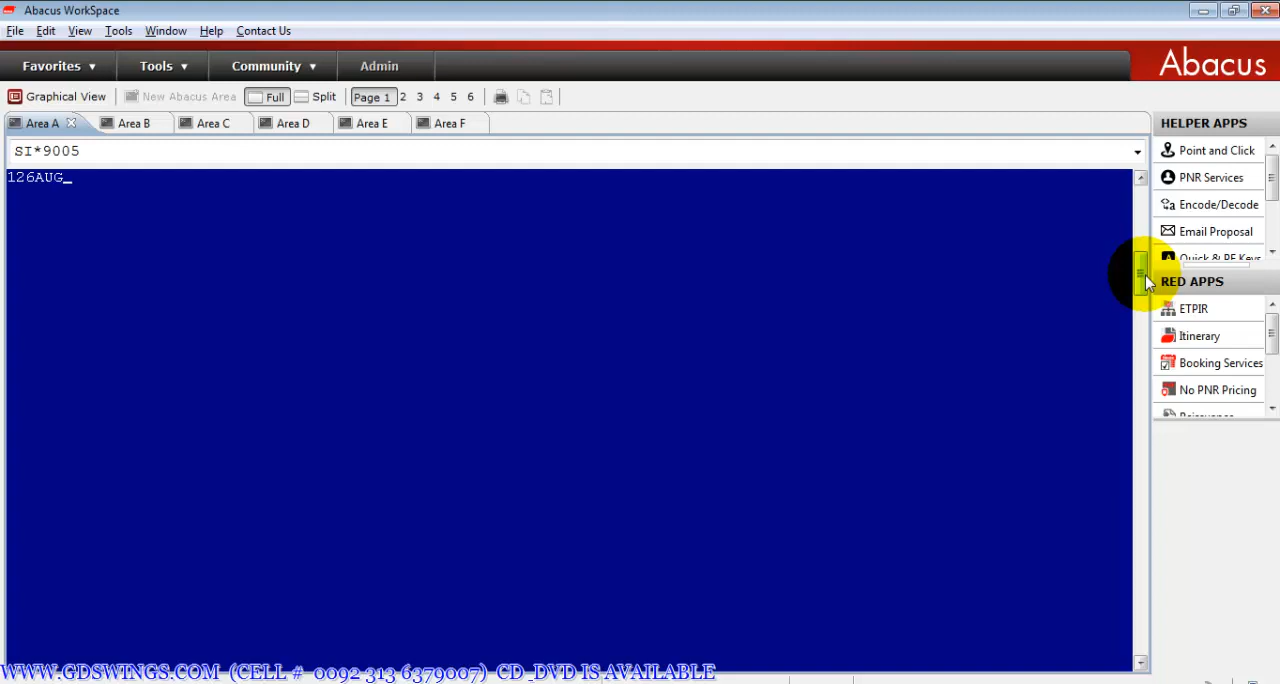 Abacus WorkSpace
File Edit View Tools Window Help Contact Us
Favorites Tools Community Admin
Abacus
Graphical View New Abacus Area Full Split Page 1 2 3 4 5 6
Area A Area B Area C Area D Area E Area F
SI*9005
126AUG_
HELPER APPS
Point and Click
PNR Services
Encode/Decode
Email Proposal
Quick & PF Keys
RED APPS
ETPIR
Itinerary
Booking Services
No PNR Pricing
WWW.GDSWINGS.COM (CELL # 0092 313 6379007) CD_DVD IS AVAILABLE